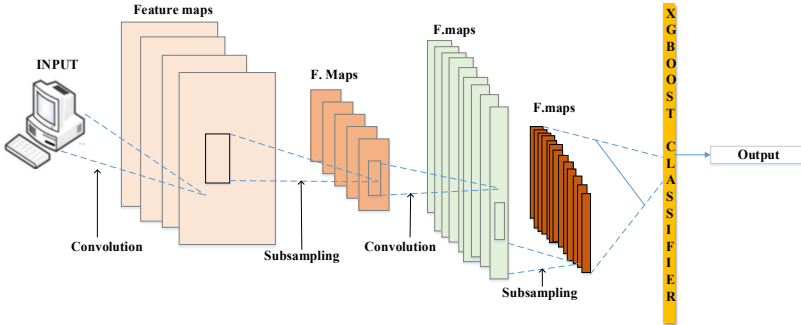 Feature maps
INPUT
F. Maps
F.maps
F.maps
XGBOOST CLASSIFIER
Output
Convolution
Subsampling
Convolution
Subsampling